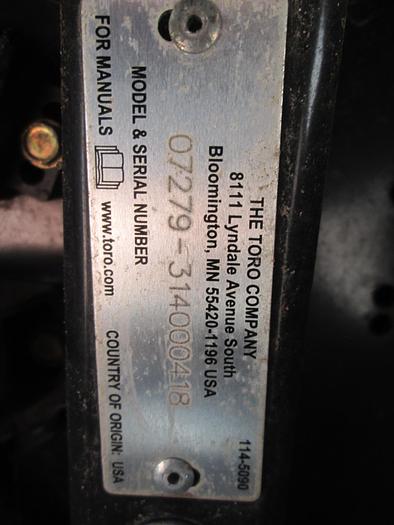 114-5090
THE TORO COMPANY
8111 Lyndale Avenue South
Bloomington, MN 55420-1196 USA
07279-314000418
MODEL & SERIAL NUMBER
FOR MANUALS www.toro.com COUNTRY OF ORIGIN: USA